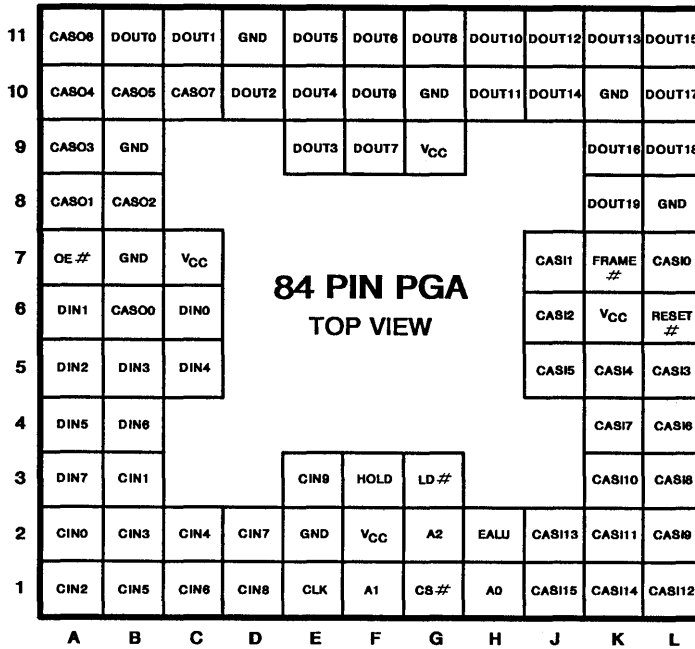 11 CASO6 DOUT0 DOUT1 GND DOUT5 DOUT6 DOUT8 DOUT10 DOUT12 DOUT13 DOUT15
10 CASO4 CASO5 CASO7 DOUT2 DOUT4 DOUT9 GND DOUT11 DOUT14 GND DOUT17
9 CASO3 GND DOUT3 DOUT7 VCC DOUT16 DOUT18
8 CASO1 CASO2 DOUT19 GND
7 OE# GND VCC CASI1 FRAME# CASI0
84 PIN PGA
6 DIN1 CASO0 DIN0 CASI2 VCC RESET#
TOP VIEW
5 DIN2 DIN3 DIN4 CASI5 CASI4 CASI3
4 DIN5 DIN6 CASI7 CASI6
3 DIN7 CIN1 CIN9 HOLD LD# CASI10 CASI8
2 CIN0 CIN3 CIN4 CIN7 GND VCC A2 EALU CASI13 CASI11 CASI9
1 CIN2 CIN5 CIN6 CIN8 CLK A1 CS# A0 CASI15 CASI14 CASI12
A B C D E F G H J K L